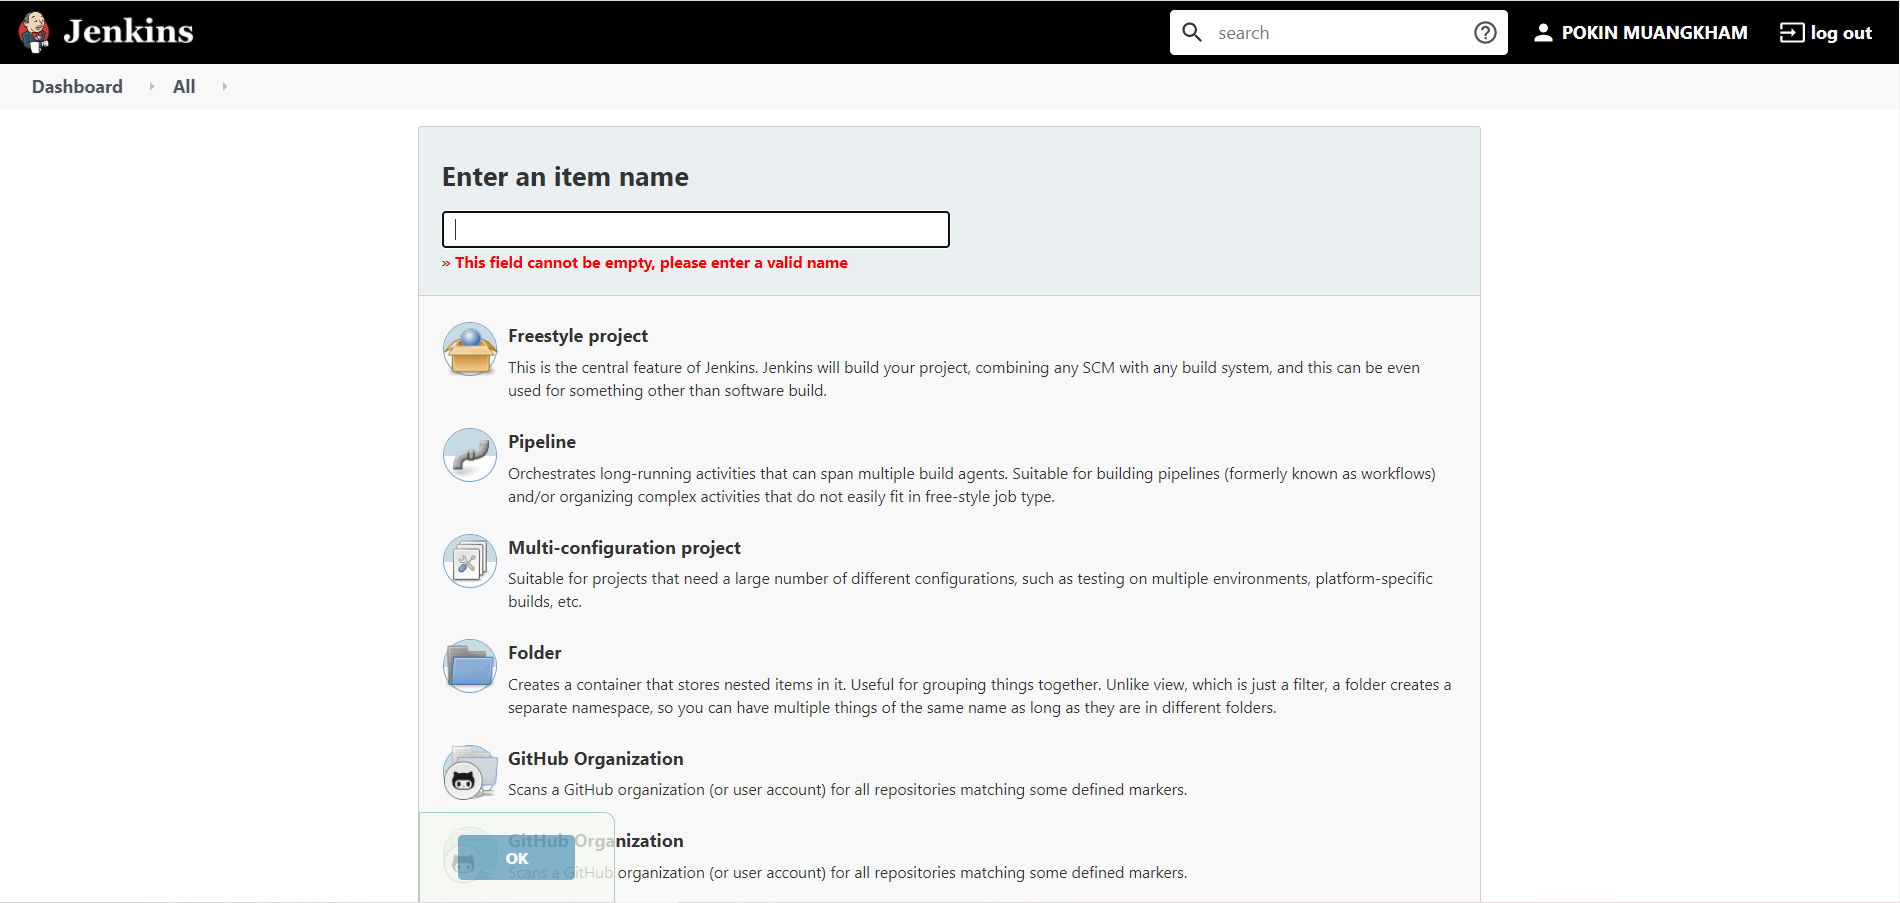 Jenkins
search
POKIN MUANGKHAM
log out
Dashboard
All
Enter an item name
» This field cannot be empty, please enter a valid name
Freestyle project
This is the central feature of Jenkins. Jenkins will build your project, combining any SCM with any build system, and this can be even
used for something other than software build.
Pipeline
Orchestrates long-running activities that can span multiple build agents. Suitable for building pipelines (formerly known as workflows)
and/or organizing complex activities that do not easily fit in free-style job type.
Multi-configuration project
Suitable for projects that need a large number of different configurations, such as testing on multiple environments, platform-specific
builds, etc.
Folder
Creates a container that stores nested items in it. Useful for grouping things together. Unlike view, which is just a filter, a folder creates a
separate namespace, so you can have multiple things of the same name as long as they are in different folders.
GitHub Organization
Scans a GitHub organization (or user account) for all repositories matching some defined markers.
GitHub Organization
OK
Scans a GitHub organization (or user account) for all repositories matching some defined markers.